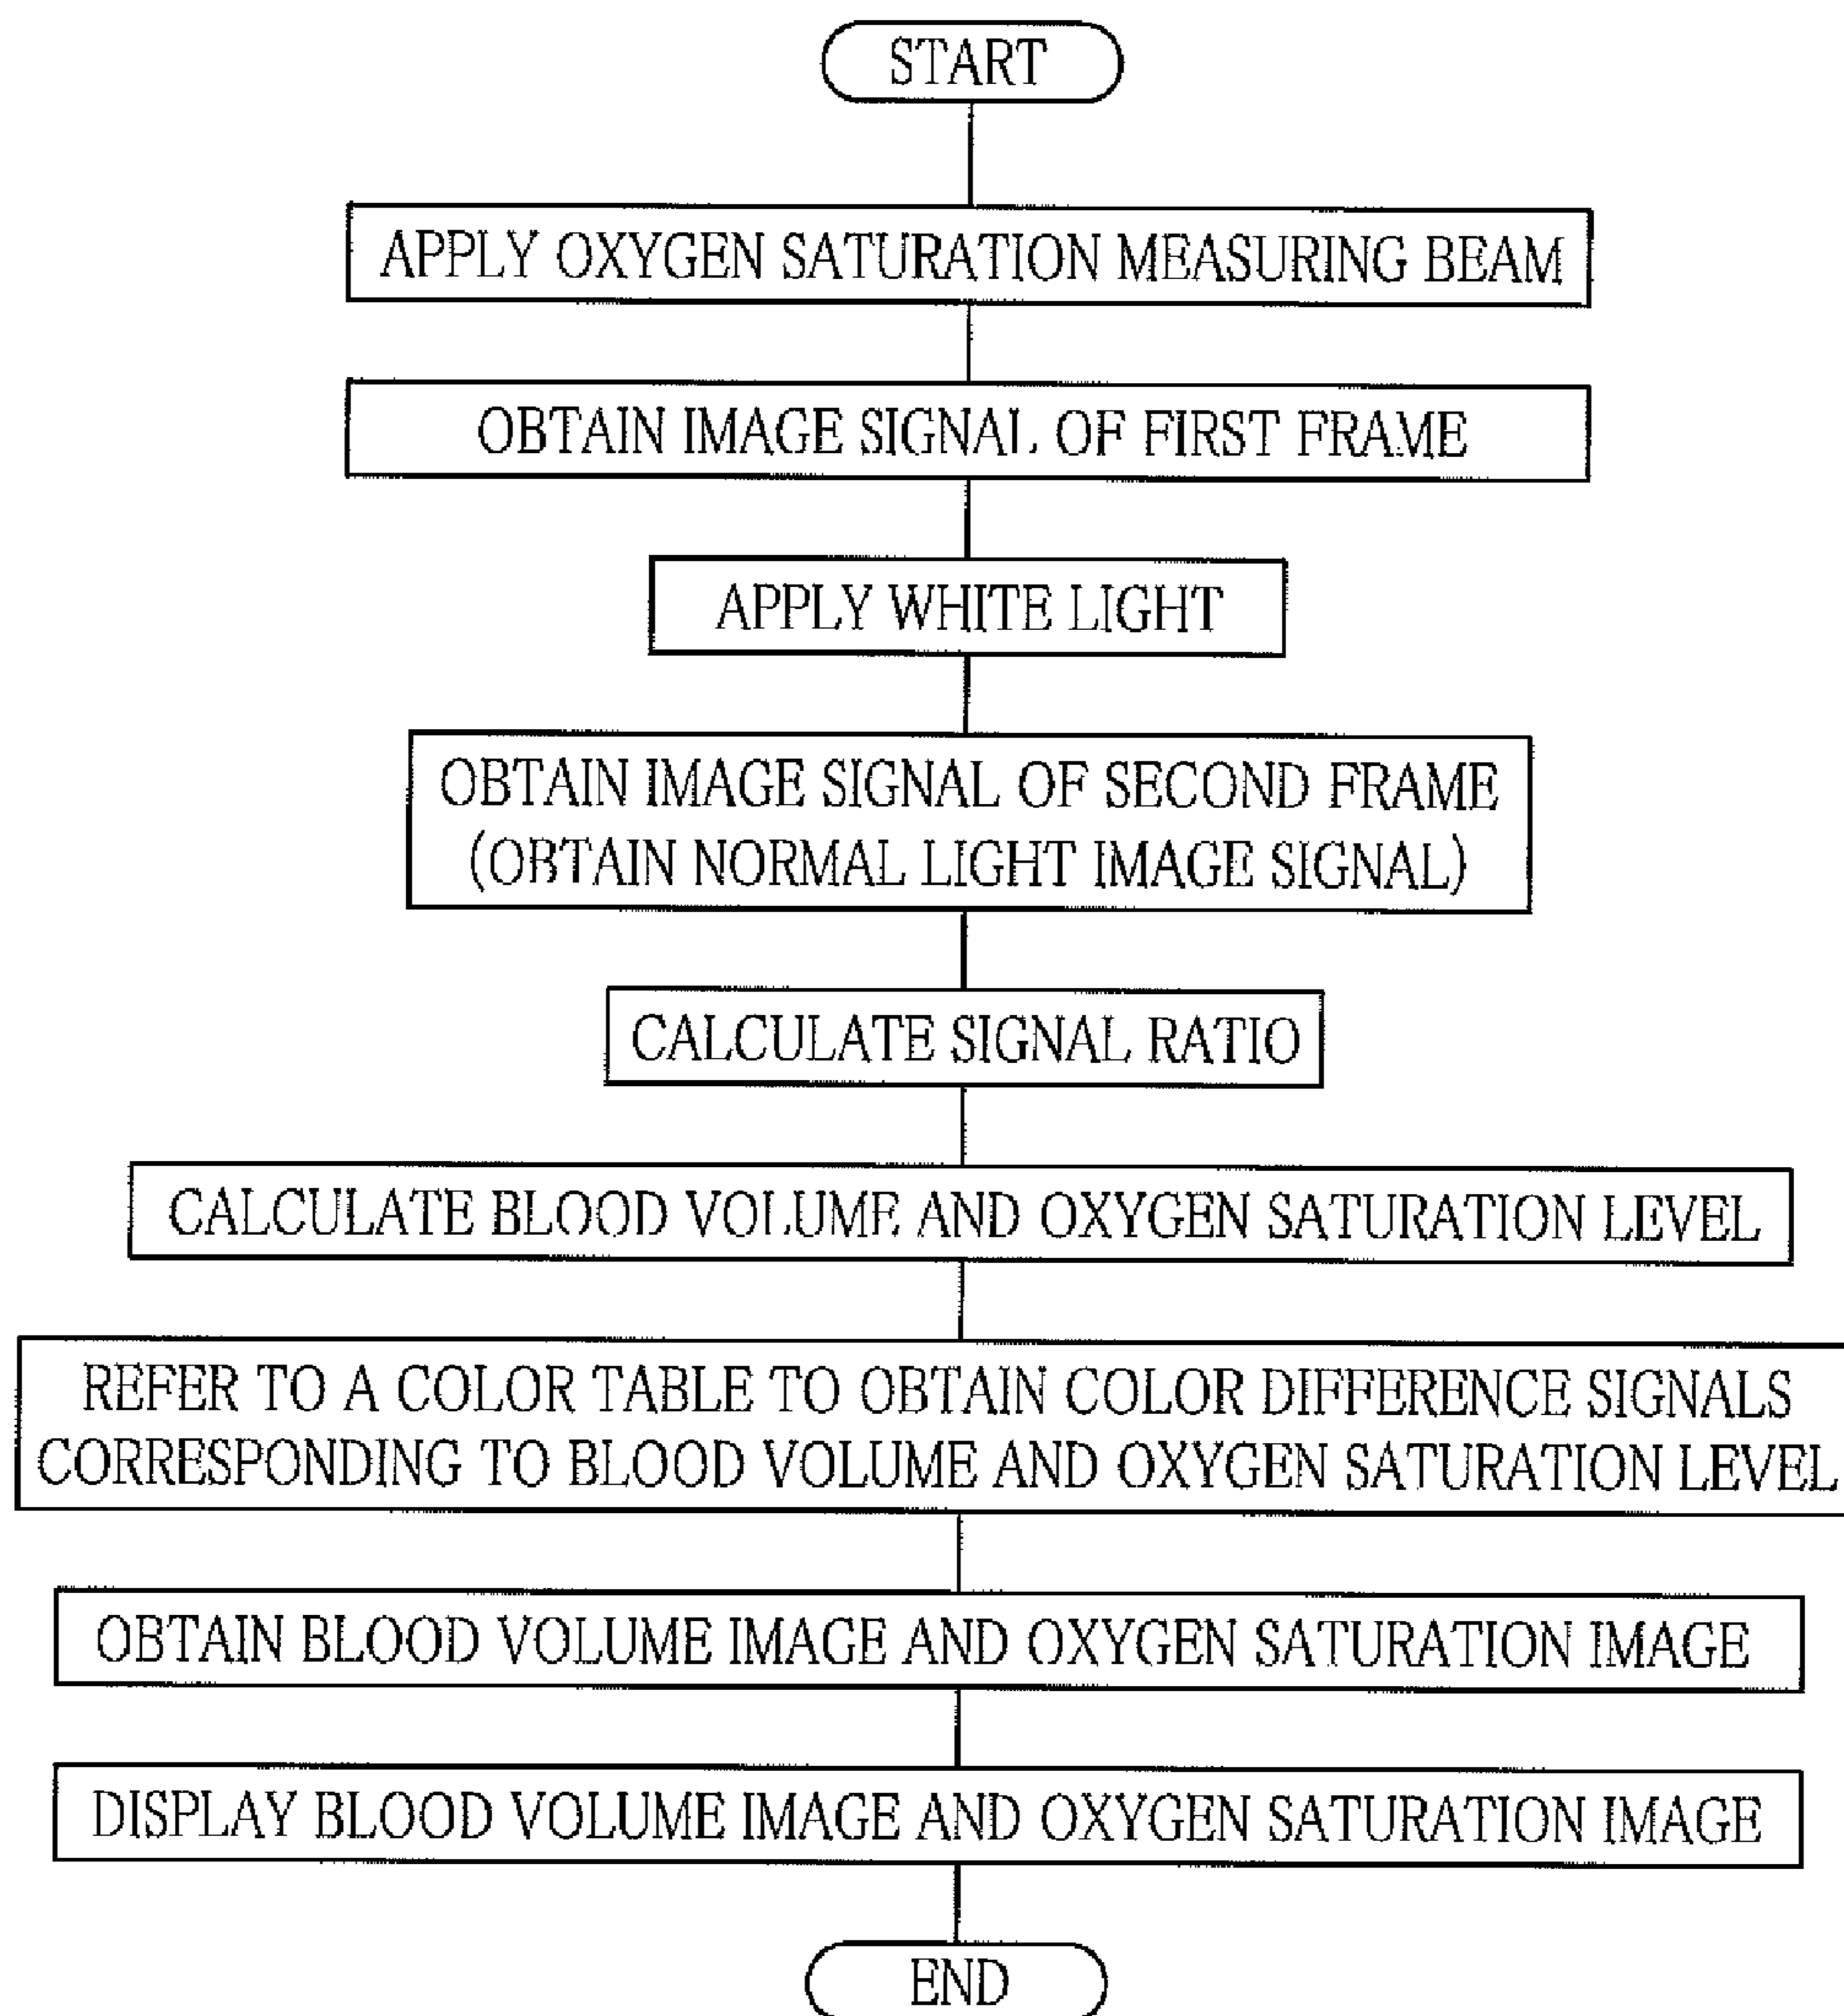 START
APPLY OXYGEN SATURATION MEASURING BEAM
OBTAIN IMAGE SIGNAL OF FIRST FRAME
APPLY WHITE LIGHT
OBTAIN IMAGE SIGNAL OF SECOND FRAME
(OBTAIN NORMAL LIGHT IMAGE SIGNAL)
CALCULATE SIGNAL RATIO
CALCULATE BLOOD VOLUME AND OXYGEN SATURATION LEVEL
REFER TO A COLOR TABLE TO OBTAIN COLOR DIFFERENCE SIGNALS
CORRESPONDING TO BLOOD VOLUME AND OXYGEN SATURATION LEVEL
OBTAIN BLOOD VOLUME IMAGE AND OXYGEN SATURATION IMAGE
DISPLAY BLOOD VOLUME IMAGE AND OXYGEN SATURATION IMAGE
END